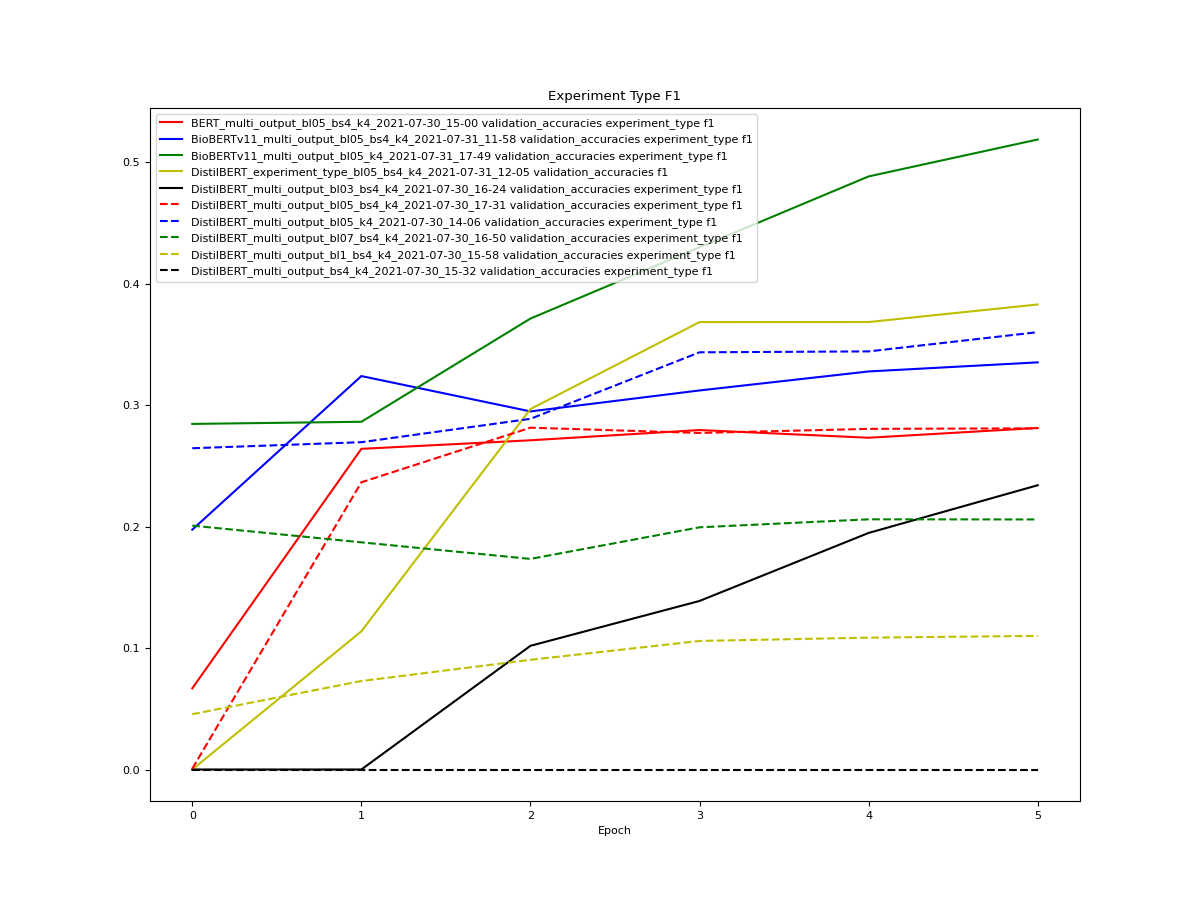 Experiment Type F1
BERT_multi_output_bl05_bs4_k4_2021-07-30_15-00 validation_accuracies experiment_type f1
BioBERTv11_multi_output_bl05_bs4_k4_2021-07-31_11-58 validation_accuracies experiment_type f1
BioBERTv11_multi_output_bl05_k4_2021-07-31_17-49 validation_accuracies experiment_type f1
DistilBERT_experiment_type_bl05_bs4_k4_2021-07-31_12-05 validation_accuracies f1
DistilBERT_multi_output_bl03_bs4_k4_2021-07-30_16-24 validation_accuracies experiment_type f1
DistilBERT_multi_output_bl05_bs4_k4_2021-07-30_17-31 validation_accuracies experiment_type f1
DistilBERT_multi_output_bl05_k4_2021-07-30_14-06 validation_accuracies experiment_type f1
DistilBERT_multi_output_bl07_bs4_k4_2021-07-30_16-50 validation_accuracies experiment_type f1
DistilBERT_multi_output_bl1_bs4_k4_2021-07-30_15-58 validation_accuracies experiment_type f1
DistilBERT_multi_output_bs4_k4_2021-07-30_15-32 validation_accuracies experiment_type f1
0.5
0.4
0.3
0.2
0.1
0.0
0 1 2 3 4 5
Epoch